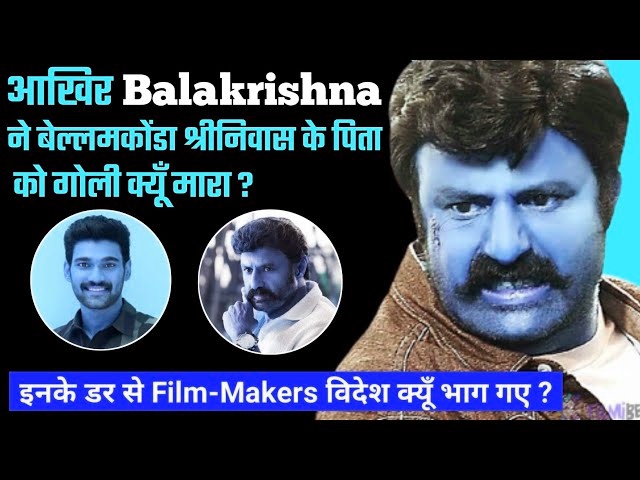 आखिर Balakrishna
ने बेल्लमकोंडा श्रीनिवास के पिता
को गोली क्यूँ मारा ?
इनके डर से Film-Makers विदेश क्यूँ भाग गए ?